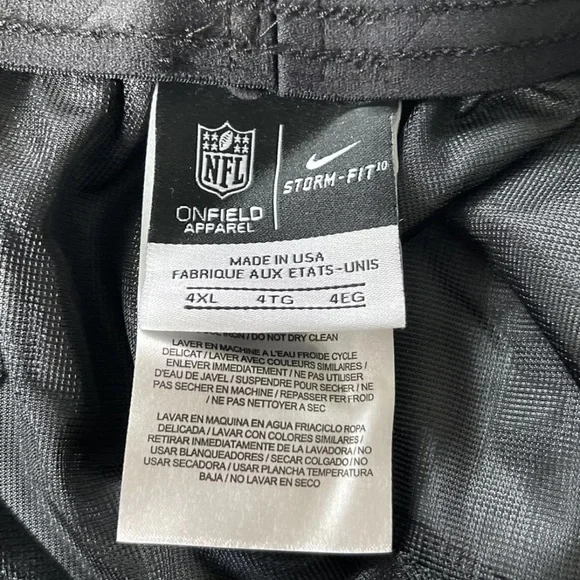 NFL
ONFIELD
APPAREL
STORM-FIT10
MADE IN USA
FABRIQUE AUX ETATS-UNIS
4XL 4TG 4EG
/ DO NOT DRY CLEAN
LAVER EN MACHINE A L'EAU FROIDE CYCLE
DELICAT / LAVER AVEC COULEURS SIMILAIRES /
ENLEVER IMMEDIATEMENT / NE PAS UTILISER
D'EAU DE JAVEL / SUSPENDRE POUR SECHER / NE
PAS SECHER EN MACHINE / REPASSER FER FROID
/ NE PAS NETTOYER A SEC
LAVAR EN MAQUINA EN AGUA FRIACICLO ROPA
DELICADA / LAVAR CON COLORES SIMILARES /
RETIRAR INMEDIATAMENTE DE LA LAVADORA / NO
USAR BLANQUEADORES / SECAR COLGADO / NO
USAR SECADORA / USAR PLANCHA TEMPERATURA
BAJA / NO LAVAR EN SECO